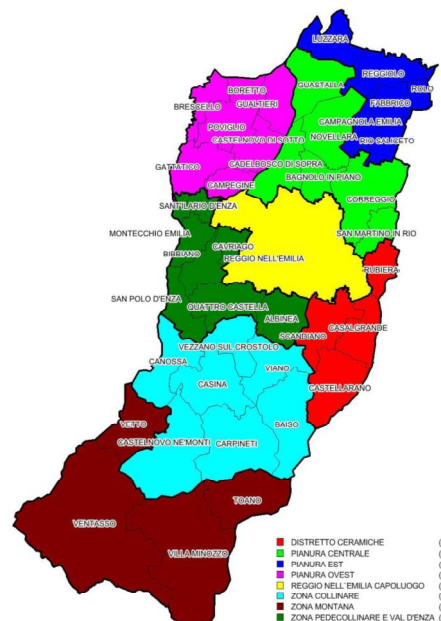 LUZZARA
REGGIOLO
ROLO
GUASTALLA
FABBRICO
BORETTO
BRESCELLO
GUALTIERI
CAMPAGNOLA EMILIA
POVIGLIO
NOVELLARA
CASTELNOVO DI SOTTO
RIO SALICETO
GATTATICO
CADELBOSCO DI SOPRA
BAGNOLO IN PIANO
CAMPEGINE
CORREGGIO
SANT'ILARIO D'ENZA
MONTECCHIO EMILIA
SAN MARTINO IN RIO
CAVRIAGO
BIBBIANO
REGGIO NELL'EMILIA
RUBIERA
SAN POLO D'ENZA
QUATTRO CASTELLA
ALBINEA
CASALGRANDE
SCANDIANO
VEZZANO SUL CROSTOLO
CANOSSA
VIANO
CASINA
CASTELLARANO
VETTO
BAISO
CASTELNOVO NE'MONTI
CARPINETI
TOANO
VENTASSO
VILLA MINOZZO
DISTRETTO CERAMICHE (
PIANURA CENTRALE (
PIANURA EST (
PIANURA OVEST (
REGGIO NELL'EMILIA CAPOLUOGO (
ZONA COLLINARE (
ZONA MONTANA (
ZONA PEDECOLLINARE E VAL D'ENZA (